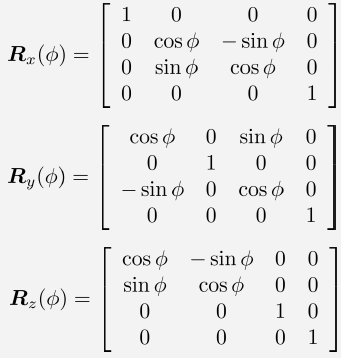 R_x(ϕ) = [ 1 0 0 0
0 cos ϕ − sin ϕ 0
0 sin ϕ cos ϕ 0
0 0 0 1 ]
R_y(ϕ) = [ cos ϕ 0 sin ϕ 0
0 1 0 0
− sin ϕ 0 cos ϕ 0
0 0 0 1 ]
R_z(ϕ) = [ cos ϕ − sin ϕ 0 0
sin ϕ cos ϕ 0 0
0 0 1 0
0 0 0 1 ]